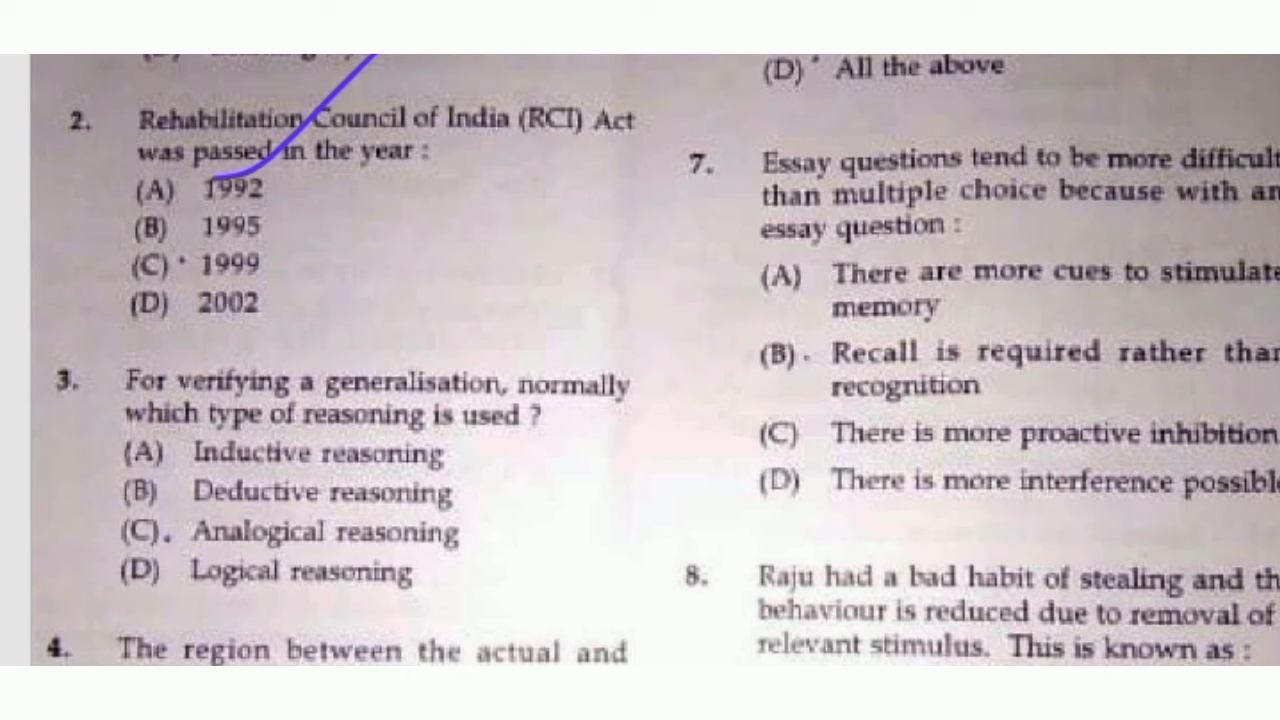 2. Rehabilitation Council of India (RCI) Act
was passed in the year :
(A) 1992
(B) 1995
(C) 1999
(D) 2002
3. For verifying a generalisation, normally
which type of reasoning is used ?
(A) Inductive reasoning
(B) Deductive reasoning
(C). Analogical reasoning
(D) Logical reasoning
4. The region between the actual and
(D) All the above
7. Essay questions tend to be more difficult
than multiple choice because with an
essay question :
(A) There are more cues to stimulate
memory
(B). Recall is required rather than
recognition
(C) There is more proactive inhibition
(D) There is more interference possible
8. Raju had a bad habit of stealing and th
behaviour is reduced due to removal of
relevant stimulus. This is known as :